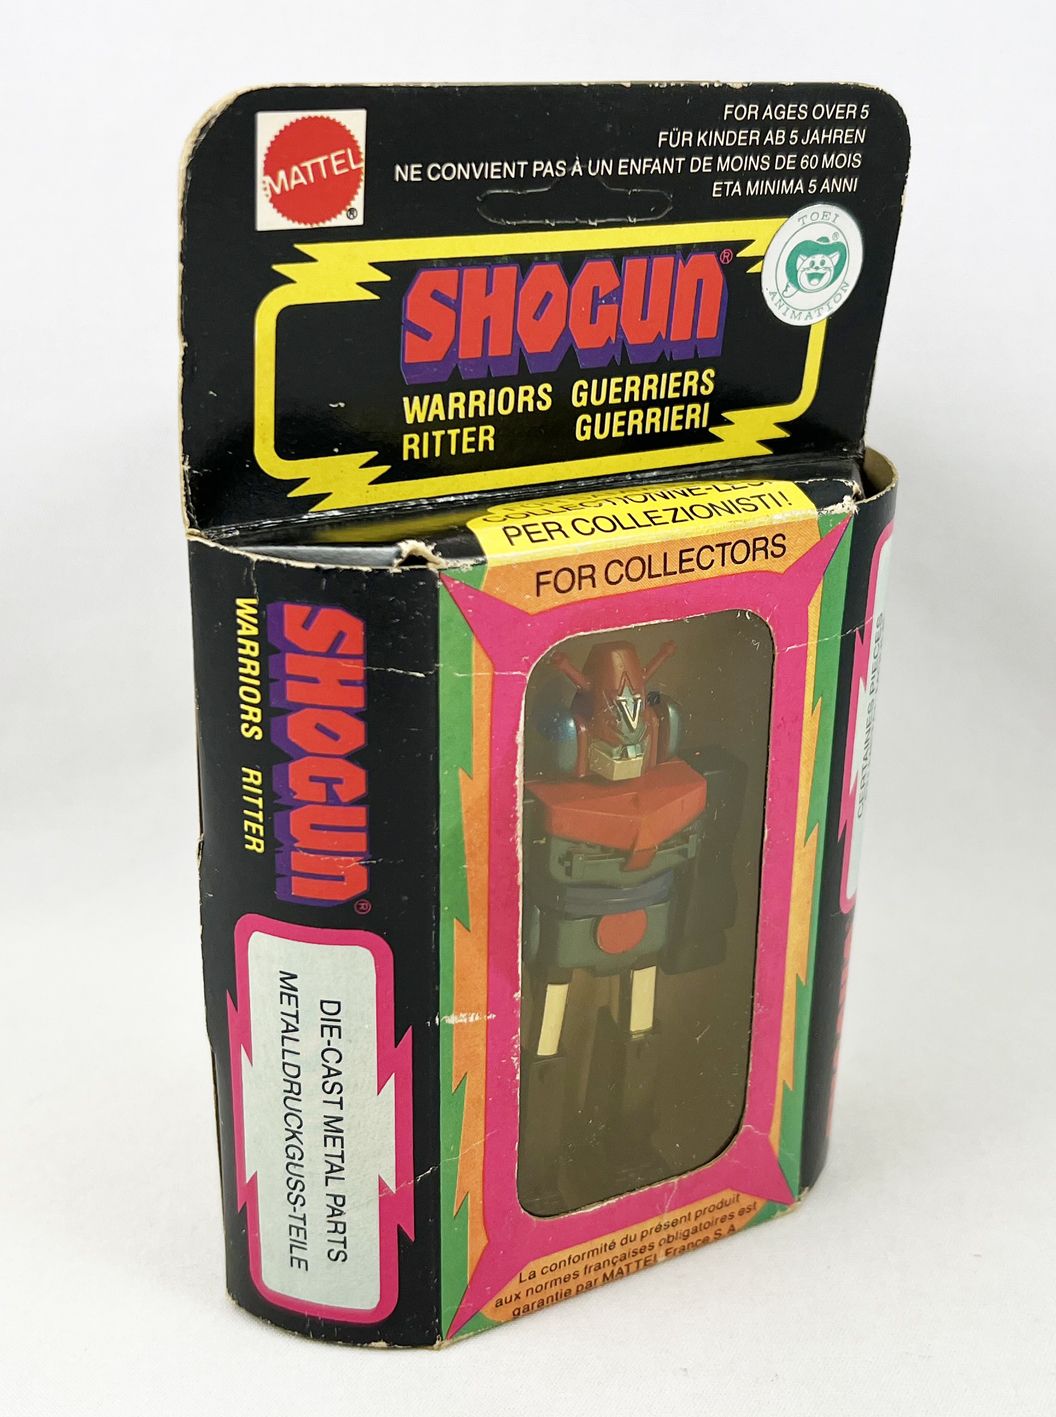 MATTEL
®
FOR AGES OVER 5
FÜR KINDER AB 5 JAHREN
NE CONVIENT PAS À UN ENFANT DE MOINS DE 60 MOIS
ETA MINIMA 5 ANNI
TOEI
ANIMATION
SHOGUN®
WARRIORS GUERRIERS
RITTER GUERRIERI
PER COLLEZIONISTI!
FOR COLLECTORS
SHOGUN®
WARRIORS RITTER
DIE-CAST METAL PARTS
METALLDRUCKGUSS-TEILE
CERTAINES PIECES
V
La conformité du présent produit
aux normes françaises obligatoires est
garantie par MATTEL France S.A.